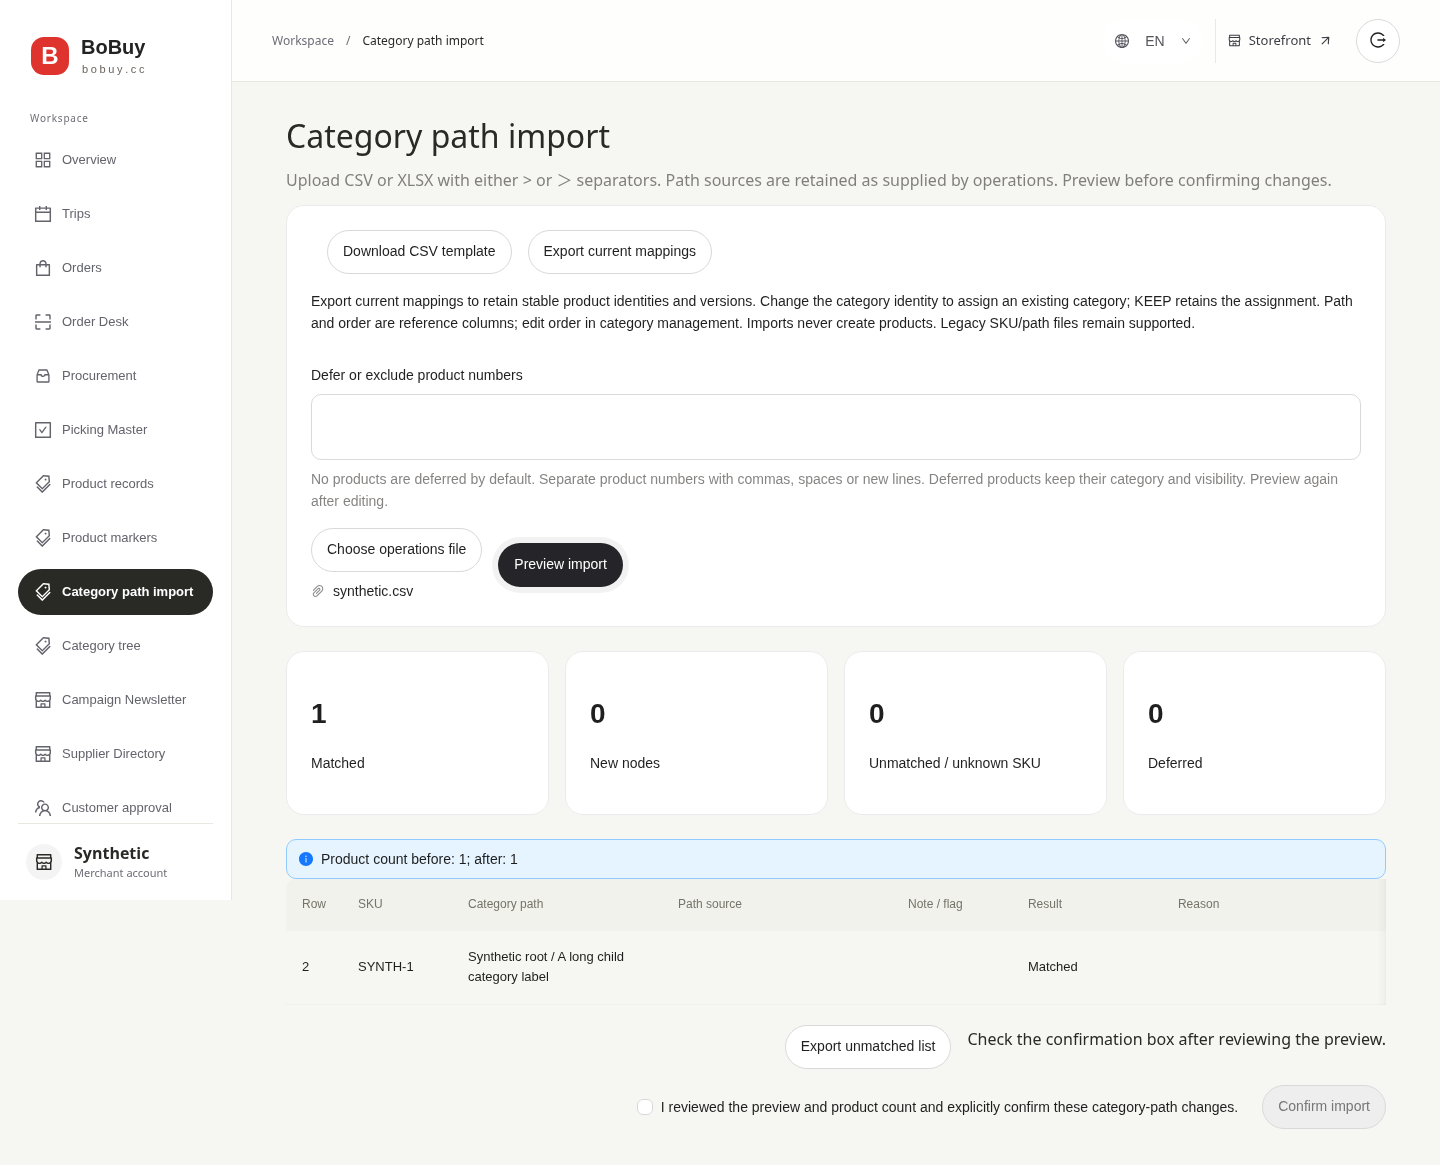 B
BoBuy
bobuy.cc
Workspace
Overview
Trips
Orders
Order Desk
Procurement
Picking Master
Product records
Product markers
Category path import
Category tree
Campaign Newsletter
Supplier Directory
Customer approval
Synthetic
Merchant account
Workspace / Category path import
EN
Storefront
Category path import
Upload CSV or XLSX with either > or ＞ separators. Path sources are retained as supplied by operations. Preview before confirming changes.
Download CSV template
Export current mappings
Export current mappings to retain stable product identities and versions. Change the category identity to assign an existing category; KEEP retains the assignment. Path
and order are reference columns; edit order in category management. Imports never create products. Legacy SKU/path files remain supported.
Defer or exclude product numbers
No products are deferred by default. Separate product numbers with commas, spaces or new lines. Deferred products keep their category and visibility. Preview again
after editing.
Choose operations file
Preview import
synthetic.csv
1
Matched
0
New nodes
0
Unmatched / unknown SKU
0
Deferred
Product count before: 1; after: 1
Row SKU Category path Path source Note / flag Result Reason
2 SYNTH-1 Synthetic root / A long child
category label
Matched
Export unmatched list
Check the confirmation box after reviewing the preview.
I reviewed the preview and product count and explicitly confirm these category-path changes.
Confirm import